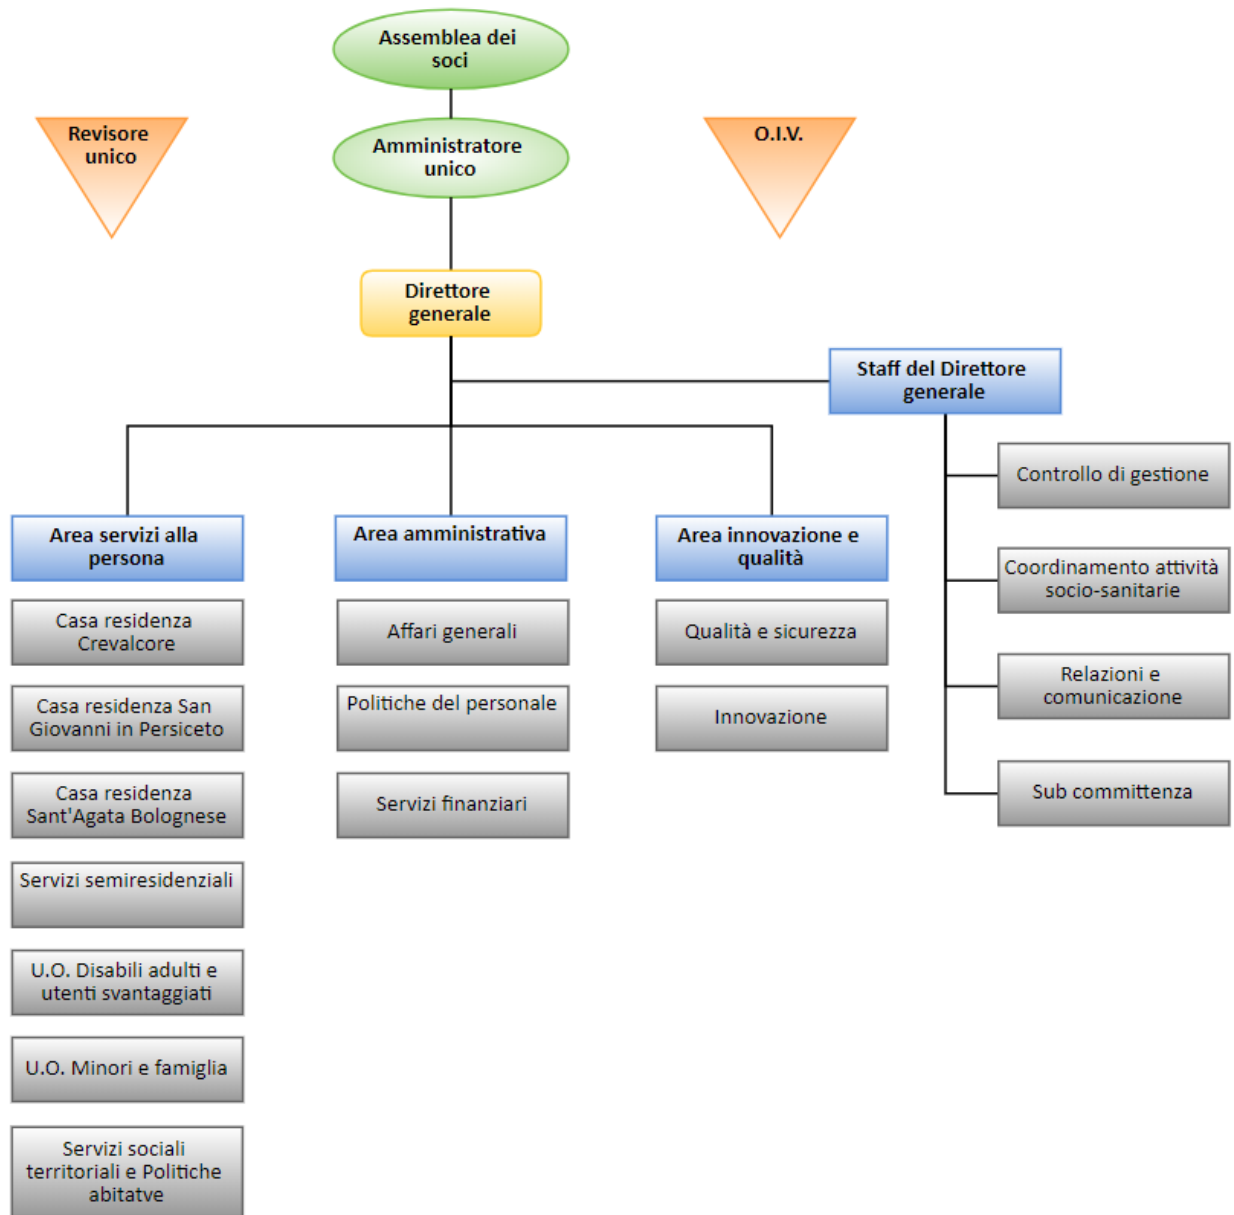 Assemblea dei
soci
Revisore
unico
Amministratore
unico
O.I.V.
Direttore
generale
Staff del Direttore
generale
Controllo di gestione
Coordinamento attività
socio-sanitarie
Relazioni e
comunicazione
Sub committenza
Area servizi alla
persona
Casa residenza
Crevalcore
Casa residenza San
Giovanni in Persiceto
Casa residenza
Sant'Agata Bolognese
Servizi semiresidenziali
U.O. Disabili adulti e
utenti svantaggiati
U.O. Minori e famiglia
Servizi sociali
territoriali e Politiche
abitatve
Area amministrativa
Affari generali
Politiche del personale
Servizi finanziari
Area innovazione e
qualità
Qualità e sicurezza
Innovazione